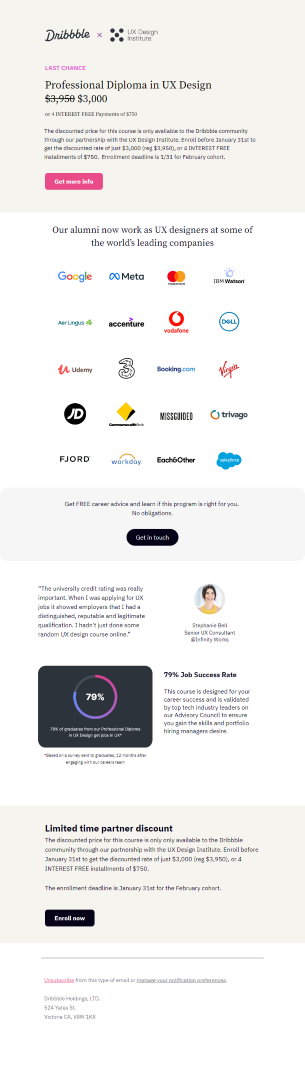 Dribbble × UX Design Institute
LAST CHANCE
Professional Diploma in UX Design
$3,950 $3,000
or 4 INTEREST FREE Payments of $750
The discounted price for this course is only available to the Dribbble community
through our partnership with the UX Design Institute. Enroll before January 31st to
get the discounted rate of just $3,000 (reg $3,950), or 4 INTEREST FREE
installments of $750. Enrollment deadline is 1/31 for February cohort.
Get more info
Our alumni now work as UX designers at some of
the world's leading companies
Google Meta mastercard IBM Watson
Aer Lingus accenture vodafone DELL
Udemy 3 Booking.com Virgin
JD CommonwealthBank MISSGUIDED trivago
FJORD workday. Each&Other salesforce
Get FREE career advice and learn if this program is right for you.
No obligations.
Get in touch
"The university credit rating was really
important. When I was applying for UX
jobs it showed employers that I had a
distinguished, reputable and legitimate
qualification. I hadn't just done some
random UX design course online."
Stephanie Bell
Senior UX Consultant
@Infinity Works
79%
79% of graduates from our Professional Diploma
in UX Design get jobs in UX*
*Based on a survey sent to graduates, 12 months after
engaging with our careers team
79% Job Success Rate
This course is designed for your
career success and is validated
by top tech industry leaders on
our Advisory Council to ensure
you gain the skills and portfolio
hiring managers desire.
Limited time partner discount
The discounted price for this course is only only available to the Dribbble
community through our partnership with the UX Design Institute. Enroll before
January 31st to get the discounted rate of just $3,000 (reg $3,950), or 4
INTEREST FREE installments of $750.
The enrollment deadline is January 31st for the February cohort.
Enroll now
Unsubscribe from this type of email or manage your notification preferences.
Dribbble Holdings, LTD.
524 Yates St.
Victoria CA, V8W 1K8